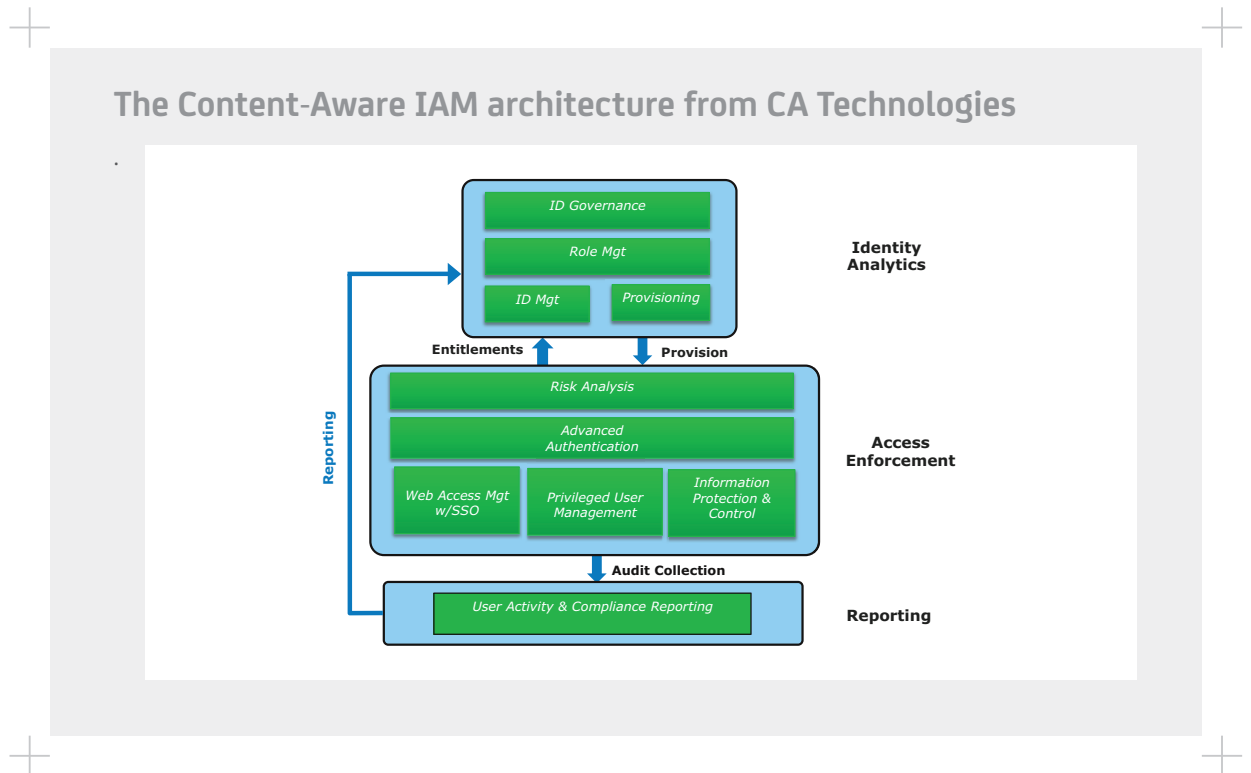 The Content-Aware IAM architecture from CA Technologies
.
ID Governance
Role Mgt
ID Mgt
Provisioning
Identity
Analytics
Entitlements
Provision
Risk Analysis
Advanced
Authentication
Web Access Mgt
w/SSO
Privileged User
Management
Information
Protection &
Control
Access
Enforcement
Reporting
Audit Collection
User Activity & Compliance Reporting
Reporting